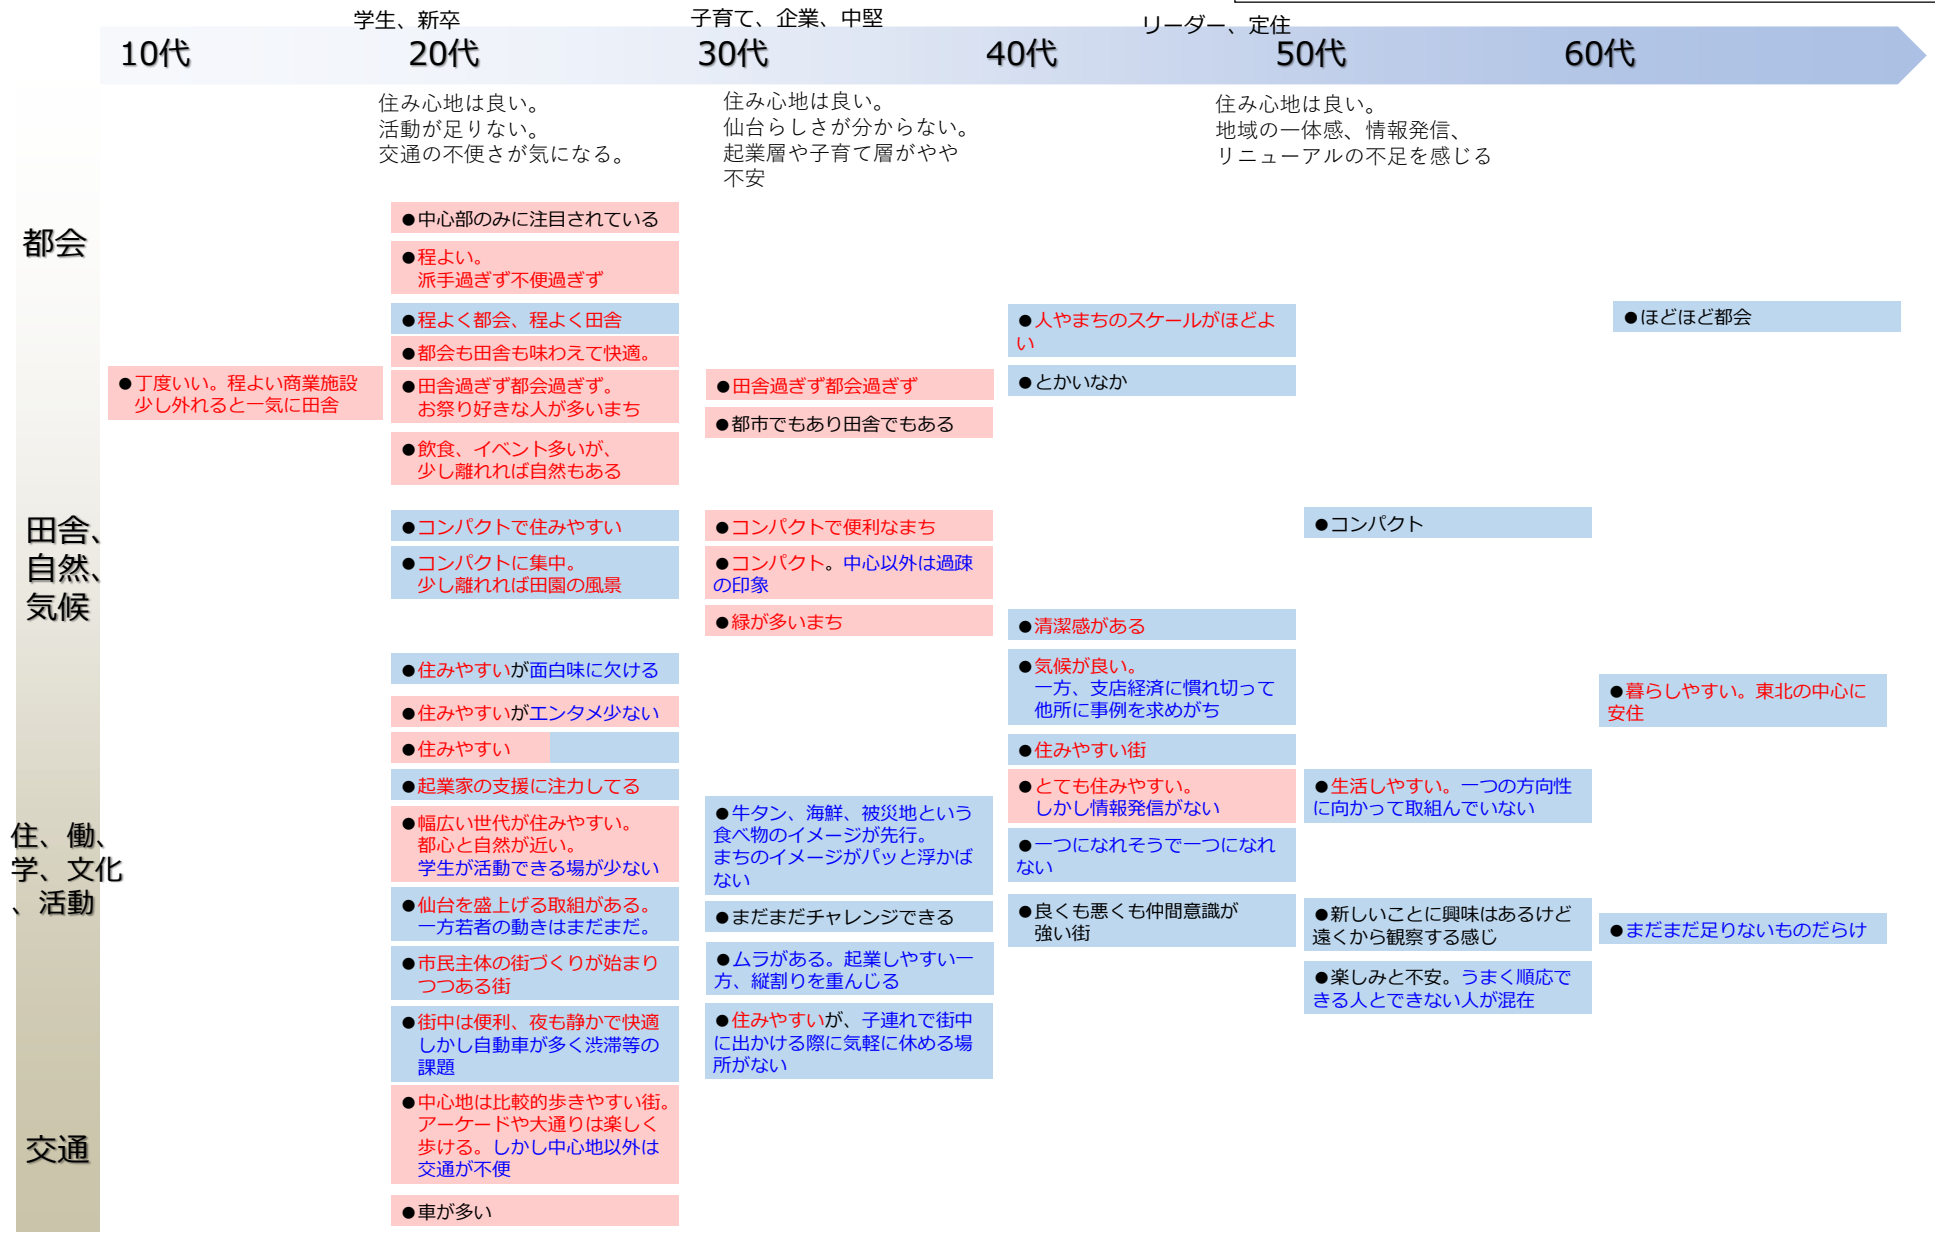 学生、新卒
子育て、企業、中堅
リーダー、定住
10代
20代
30代
40代
50代
60代
住み心地は良い。
活動が足りない。
交通の不便さが気になる。
住み心地は良い。
仙台らしさが分からない。
起業層や子育て層がやや
不安
住み心地は良い。
地域の一体感、情報発信、
リニューアルの不足を感じる
都会
田舎、
自然、
気候
住、働、
学、文化
、活動
交通
●丁度いい。程よい商業施設
少し外れると一気に田舎
●中心部のみに注目されている
●程よい。
派手過ぎず不便過ぎず
●程よく都会、程よく田舎
●都会も田舎も味わえて快適。
●田舎過ぎず都会過ぎず。
お祭り好きな人が多いまち
●飲食、イベント多いが、
少し離れれば自然もある
●コンパクトで住みやすい
●コンパクトに集中。
少し離れれば田園の風景
●住みやすいが面白味に欠ける
●住みやすいがエンタメ少ない
●住みやすい
●起業家の支援に注力してる
●幅広い世代が住みやすい。
都心と自然が近い。
学生が活動できる場が少ない
●仙台を盛上げる取組がある。
一方若者の動きはまだまだ。
●市民主体の街づくりが始まり
つつある街
●街中は便利、夜も静かで快適
しかし自動車が多く渋滞等の
課題
●中心地は比較的歩きやすい街。
アーケードや大通りは楽しく
歩ける。しかし中心地以外は
交通が不便
●車が多い
●田舎過ぎず都会過ぎず
●都市でもあり田舎でもある
●コンパクトで便利なまち
●コンパクト。中心以外は過疎
の印象
●緑が多いまち
●牛タン、海鮮、被災地という
食べ物のイメージが先行。
まちのイメージがパッと浮かば
ない
●まだまだチャレンジできる
●ムラがある。起業しやすい一
方、縦割りを重んじる
●住みやすいが、子連れで街中
に出かける際に気軽に休める場
所がない
●人やまちのスケールがほどよ
い
●とかいなか
●清潔感がある
●気候が良い。
一方、支店経済に慣れ切って
他所に事例を求めがち
●住みやすい街
●とても住みやすい。
しかし情報発信がない
●一つになれそうで一つになれ
ない
●良くも悪くも仲間意識が
強い街
●コンパクト
●生活しやすい。一つの方向性
に向かって取組んでいない
●新しいことに興味はあるけど
遠くから観察する感じ
●楽しみと不安。うまく順応で
きる人とできない人が混在
●ほどほど都会
●暮らしやすい。東北の中心に
安住
●まだまだ足りないものだらけ